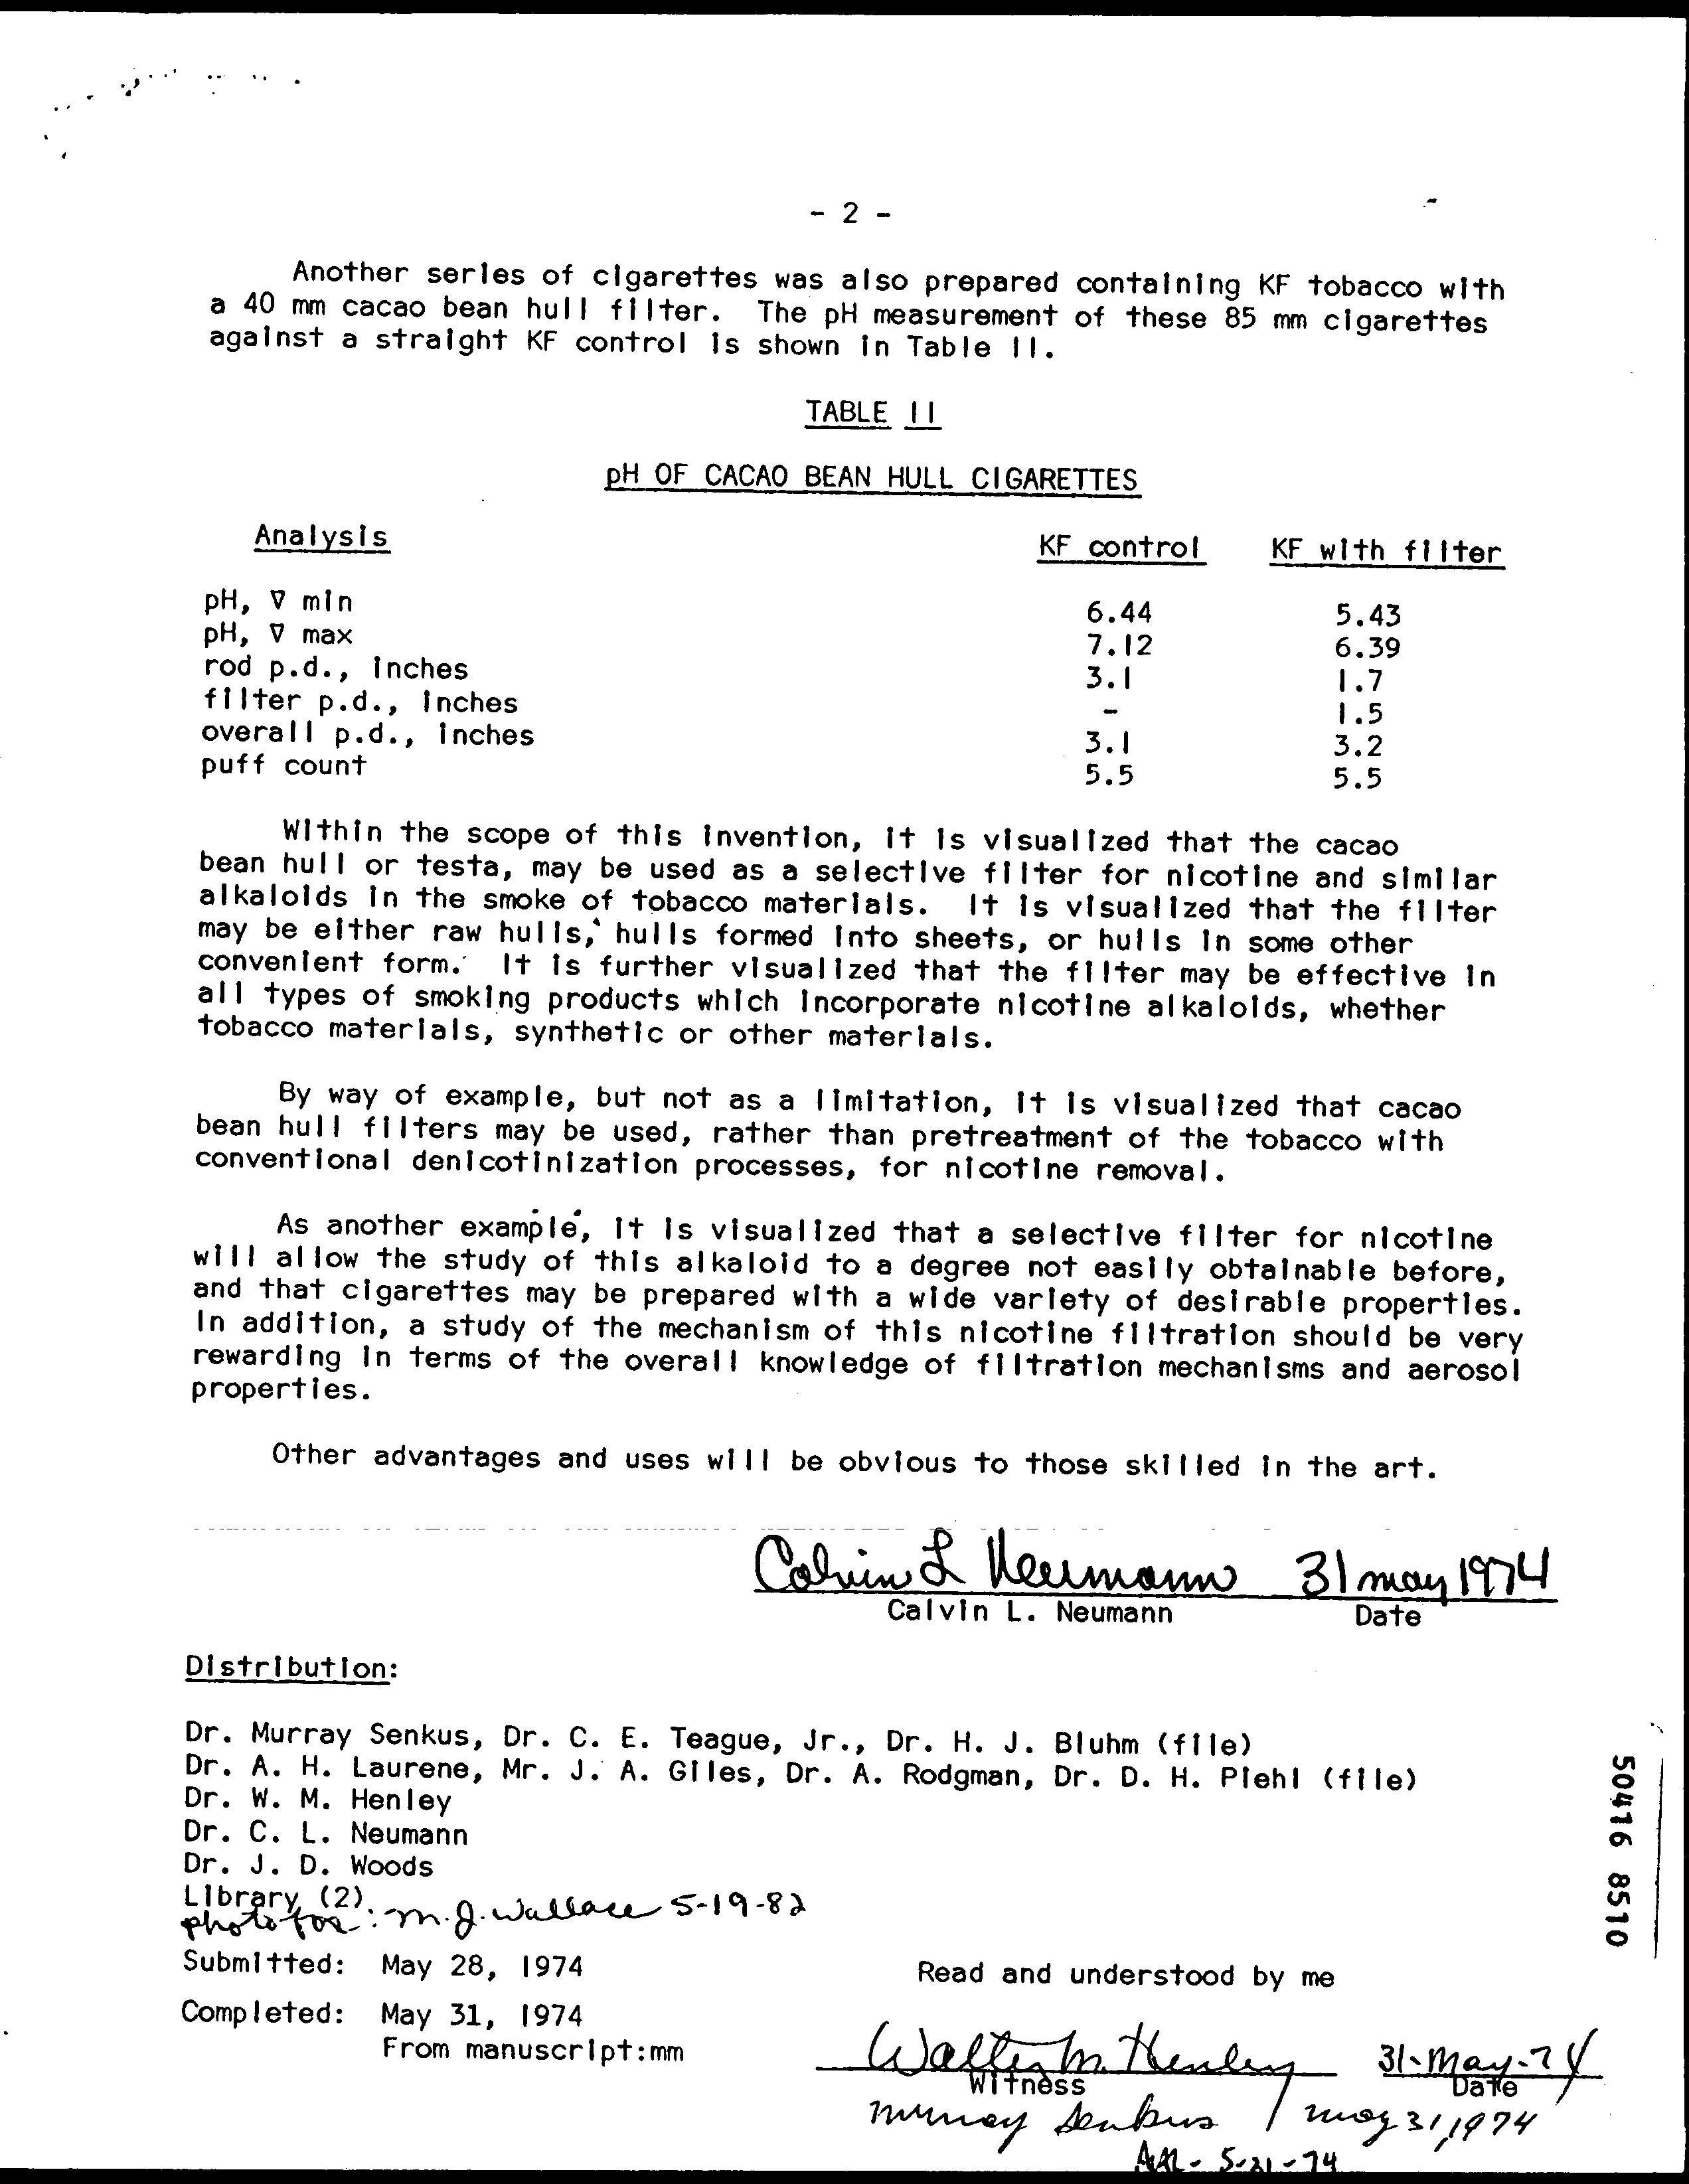 - 2 -
Another series of cigarettes was also prepared containing KF tobacco with
a 40 mm cacao bean hull filter. The pH measurement of these 85 mm cigarettes
against a straight KF control is shown in Table II.
TABLE II
pH OF CACAO BEAN HULL CIGARETTES
Analysis KF control KF with filter
pH, ∇ min 6.44 5.43
pH, ∇ max 7.12 6.39
rod p.d., inches 3.1 1.7
filter p.d., inches - 1.5
overall p.d., inches 3.1 3.2
puff count 5.5 5.5
Within the scope of this invention, it is visualized that the cacao
bean hull or testa, may be used as a selective filter for nicotine and similar
alkaloids in the smoke of tobacco materials. It is visualized that the filter
may be either raw hulls, hulls formed into sheets, or hulls in some other
convenient form. It is further visualized that the filter may be effective in
all types of smoking products which incorporate nicotine alkaloids, whether
tobacco materials, synthetic or other materials.
By way of example, but not as a limitation, it is visualized that cacao
bean hull filters may be used, rather than pretreatment of the tobacco with
conventional denicotinization processes, for nicotine removal.
As another example, it is visualized that a selective filter for nicotine
will allow the study of this alkaloid to a degree not easily obtainable before,
and that cigarettes may be prepared with a wide variety of desirable properties.
In addition, a study of the mechanism of this nicotine filtration should be very
rewarding in terms of the overall knowledge of filtration mechanisms and aerosol
properties.
Other advantages and uses will be obvious to those skilled in the art.
Calvin L Neumann 31 May 1974
Calvin L. Neumann Date
Distribution:
Dr. Murray Senkus, Dr. C. E. Teague, Jr., Dr. H. J. Bluhm (file)
Dr. A. H. Laurene, Mr. J. A. Giles, Dr. A. Rodgman, Dr. D. H. Piehl (file)
Dr. W. M. Henley
Dr. C. L. Neumann
Dr. J. D. Woods
Library (2)
photo for: M. J. Wallace 5-19-82
Submitted: May 28, 1974
Read and understood by me
Completed: May 31, 1974
From manuscript:mm
Walter M. Henley 31-May-74
Witness Date
Murray Senkus / May 31, 1974
5-31-74
50416 8510